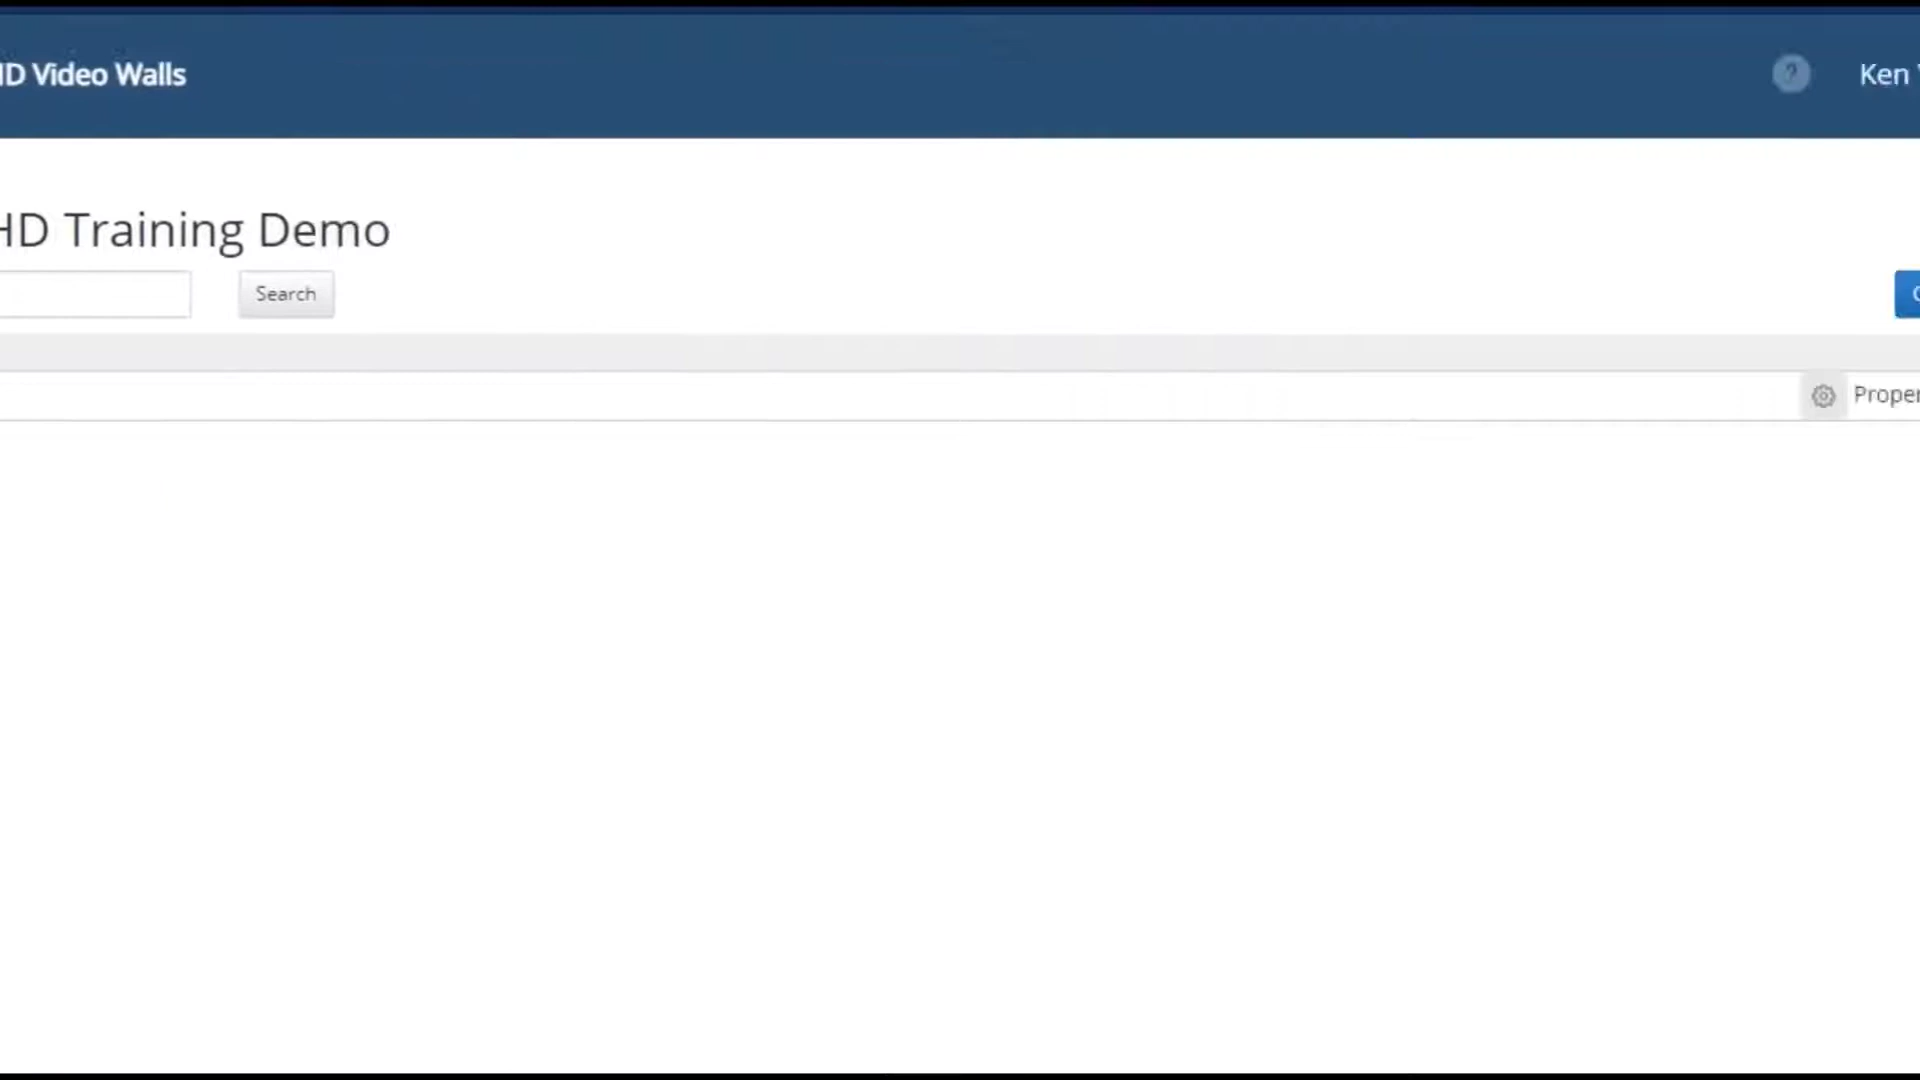 HD Video Walls
?
Ken
HD Training Demo
Search
Proper